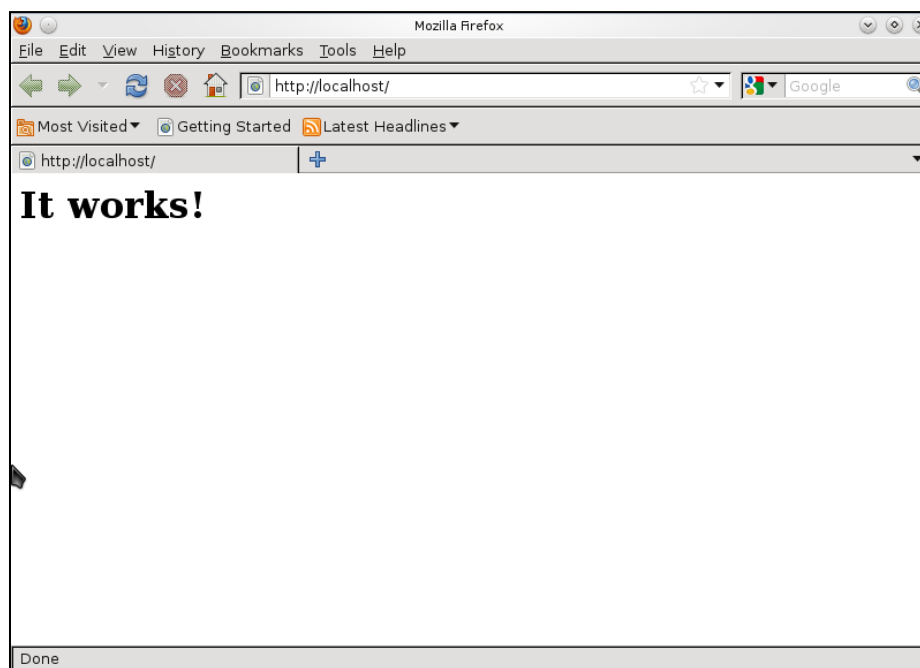 Mozilla Firefox
File Edit View History Bookmarks Tools Help
http://localhost/ Google
Most Visited Getting Started Latest Headlines
http://localhost/
It works!
Done